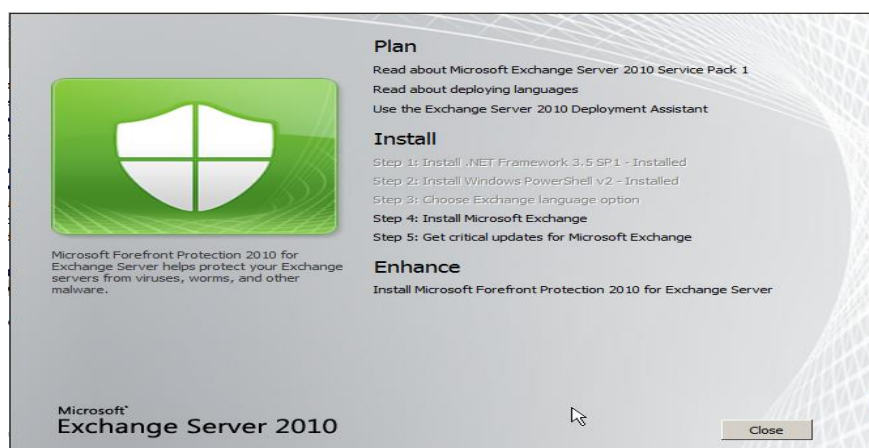 Plan
Read about Microsoft Exchange Server 2010 Service Pack 1
Read about deploying languages
Use the Exchange Server 2010 Deployment Assistant
Install
Step 1: Install .NET Framework 3.5 SP1 - Installed
Step 2: Install Windows PowerShell v2 - Installed
Step 3: Choose Exchange language option
Step 4: Install Microsoft Exchange
Step 5: Get critical updates for Microsoft Exchange
Enhance
Install Microsoft Forefront Protection 2010 for Exchange Server
Microsoft Forefront Protection 2010 for
Exchange Server helps protect your Exchange
servers from viruses, worms, and other
malware.
Microsoft
Exchange Server 2010
Close